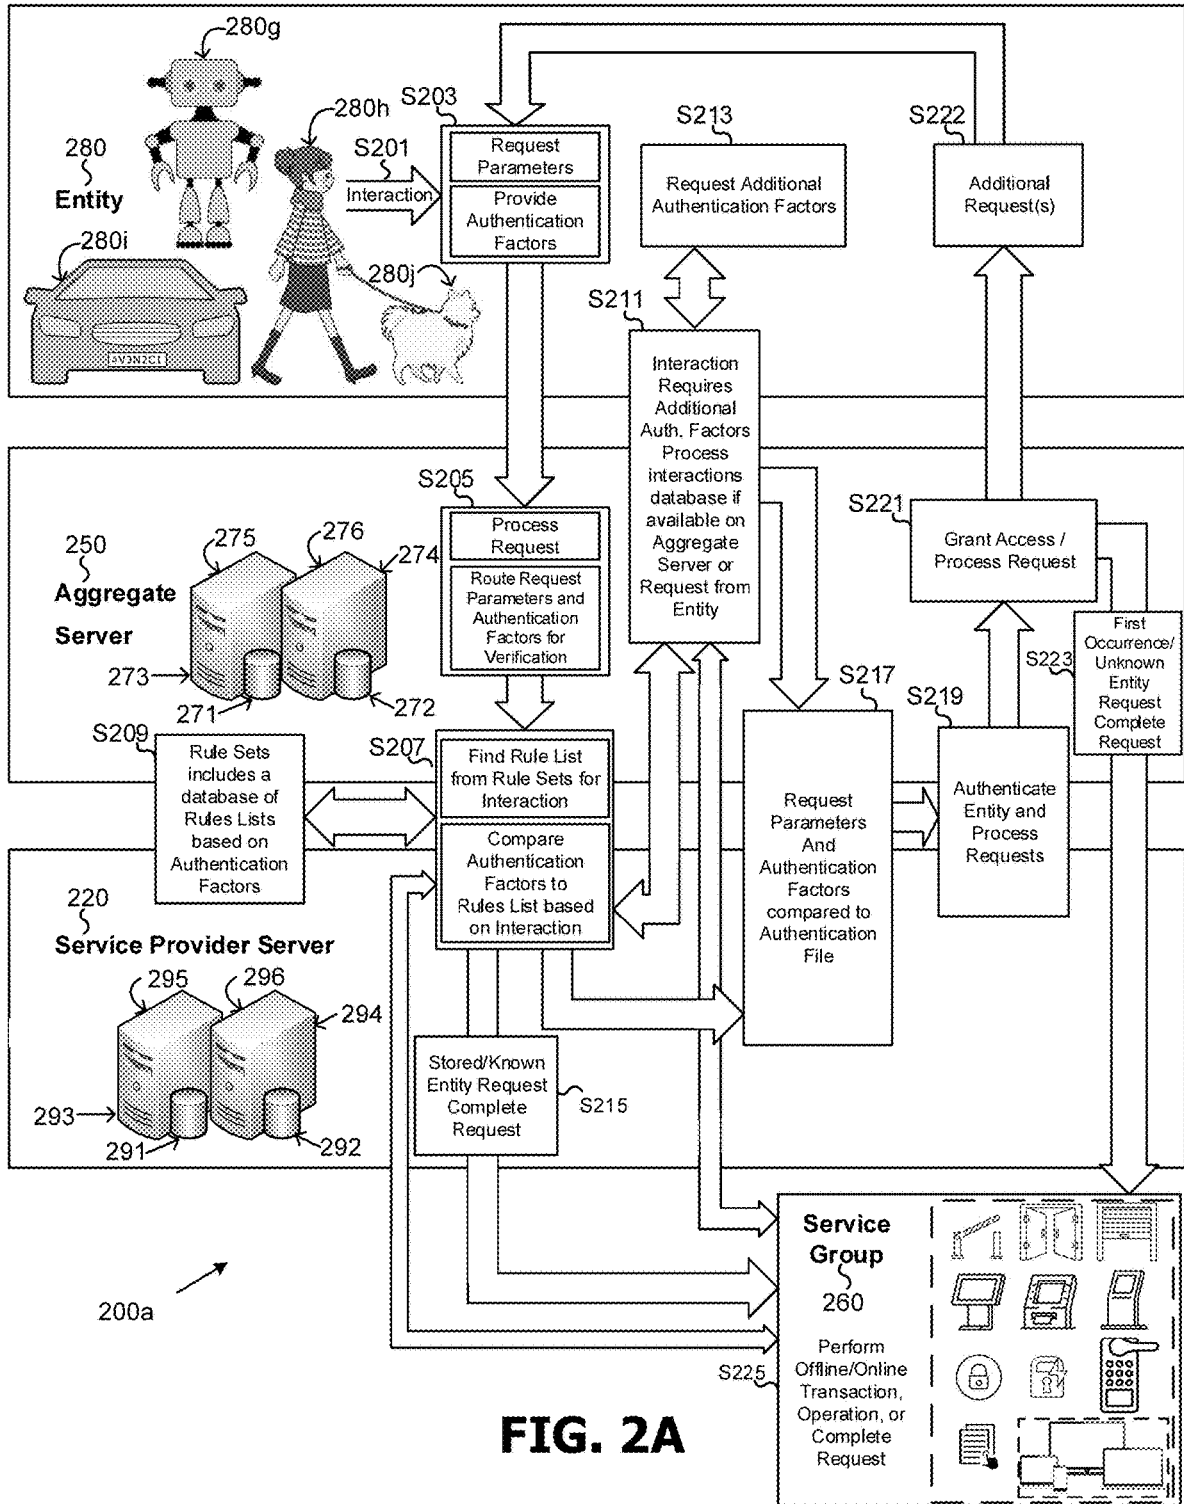 280g
S203
280h
S213
S222
280
S201
Request
Parameters
Request Additional
Authentication Factors
Additional
Request(s)
Entity
Interaction
Provide
Authentication
Factors
280i
280j
S211
4V3N2C1
Interaction
Requires
Additional
Auth. Factors
Process
interactions
database if
available on
Aggregate
Server or
Request from
Entity
S205
S221
250
275
276
274
Process
Request
Grant Access /
Process Request
Aggregate
Server
Route Request
Parameters and
Authentication
Factors for
Verification
First
Occurrence/
Unknown
Entity
Request
Complete
Request
S223
273
271
272
S217
S219
S209
S207
Rule Sets
includes a
database of
Rules Lists
based on
Authentication
Factors
Find Rule List
from Rule Sets for
Interaction
Compare
Authentication
Factors to
Rules List based
on Interaction
Request
Parameters
And
Authentication
Factors
compared to
Authentication
File
Authenticate
Entity and
Process
Requests
220
Service Provider Server
295
296
294
293
291
292
Stored/Known
Entity Request
Complete
Request
S215
Service
Group
260
200a
S225
Perform
Offline/Online
Transaction,
Operation, or
Complete
Request
FIG. 2A